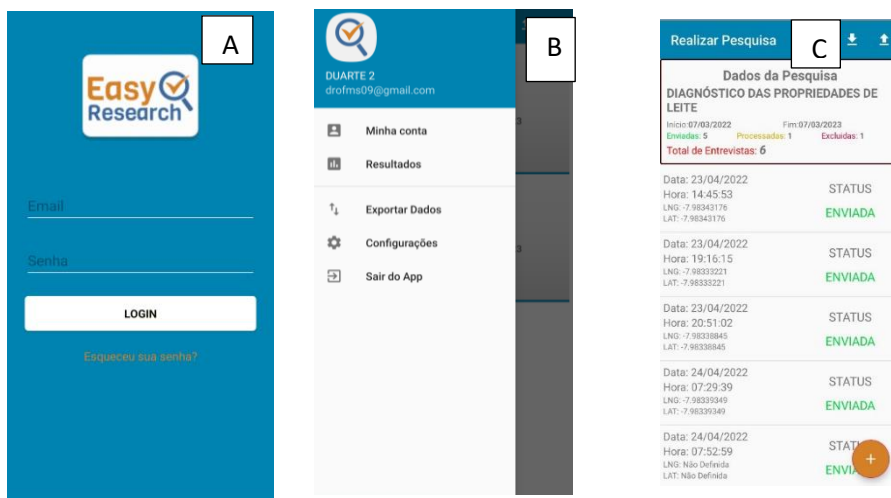 A
Easy
Research
Email
Senha
LOGIN
Esqueceu sua senha?
B
DUARTE 2
drofms09@gmail.com
Minha conta
Resultados
Exportar Dados
Configurações
Sair do App
3
3
Realizar Pesquisa
C
Dados da Pesquisa
DIAGNÓSTICO DAS PROPRIEDADES DE
LEITE
Inicio:07/03/2022 Fim:07/03/2023
Enviadas: 5 Processadas: 1 Excluidas: 1
Total de Entrevistas: 6
Data: 23/04/2022
Hora: 14:45:53
LNG: -7.98343176
LAT: -7.98343176
STATUS
ENVIADA
Data: 23/04/2022
Hora: 19:16:15
LNG: -7.98333221
LAT: -7.98333221
STATUS
ENVIADA
Data: 23/04/2022
Hora: 20:51:02
LNG: -7.98338845
LAT: -7.98338845
STATUS
ENVIADA
Data: 24/04/2022
Hora: 07:29:39
LNG: -7.98339349
LAT: -7.98339349
STATUS
ENVIADA
Data: 24/04/2022
Hora: 07:52:59
LNG: Não Definida
LAT: Não Definida
+